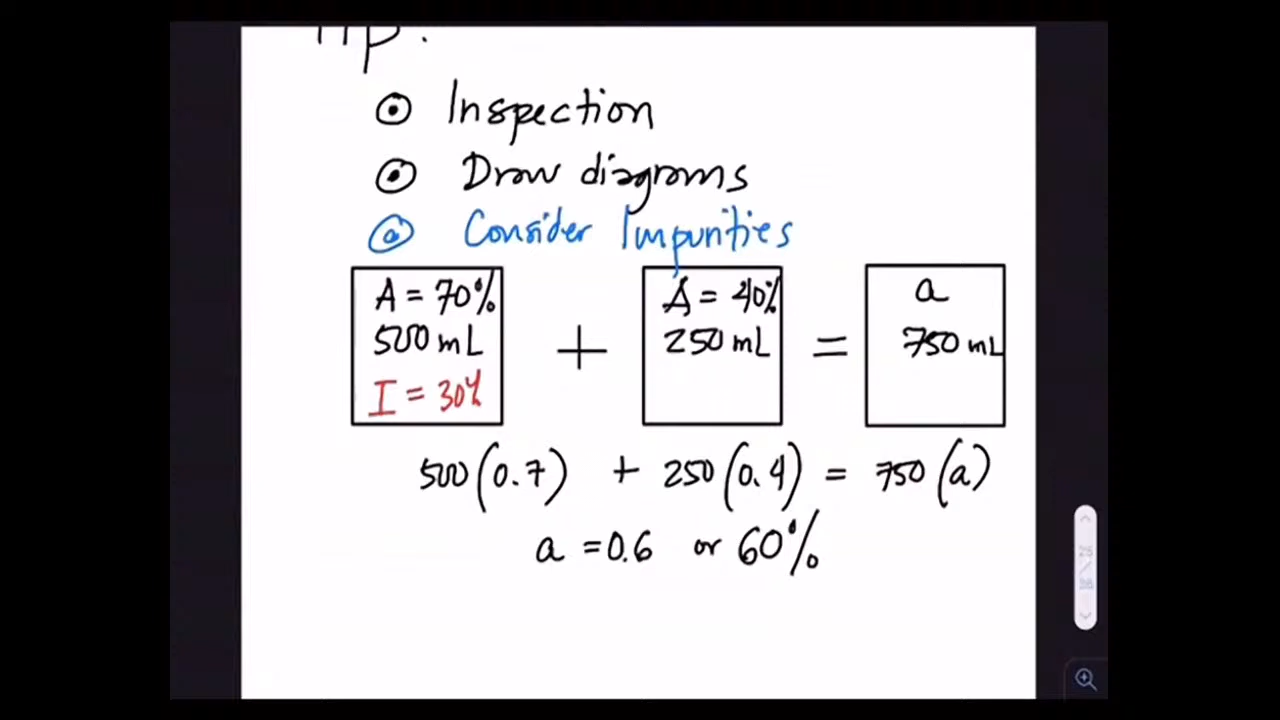 Tip:
Inspection
Draw diagrams
Consider Impurities
A = 70%
500 mL
I = 30%
+
A = 40%
250 mL
=
a
750 mL
500 (0.7) + 250 (0.4) = 750 (a)
a = 0.6 or 60%